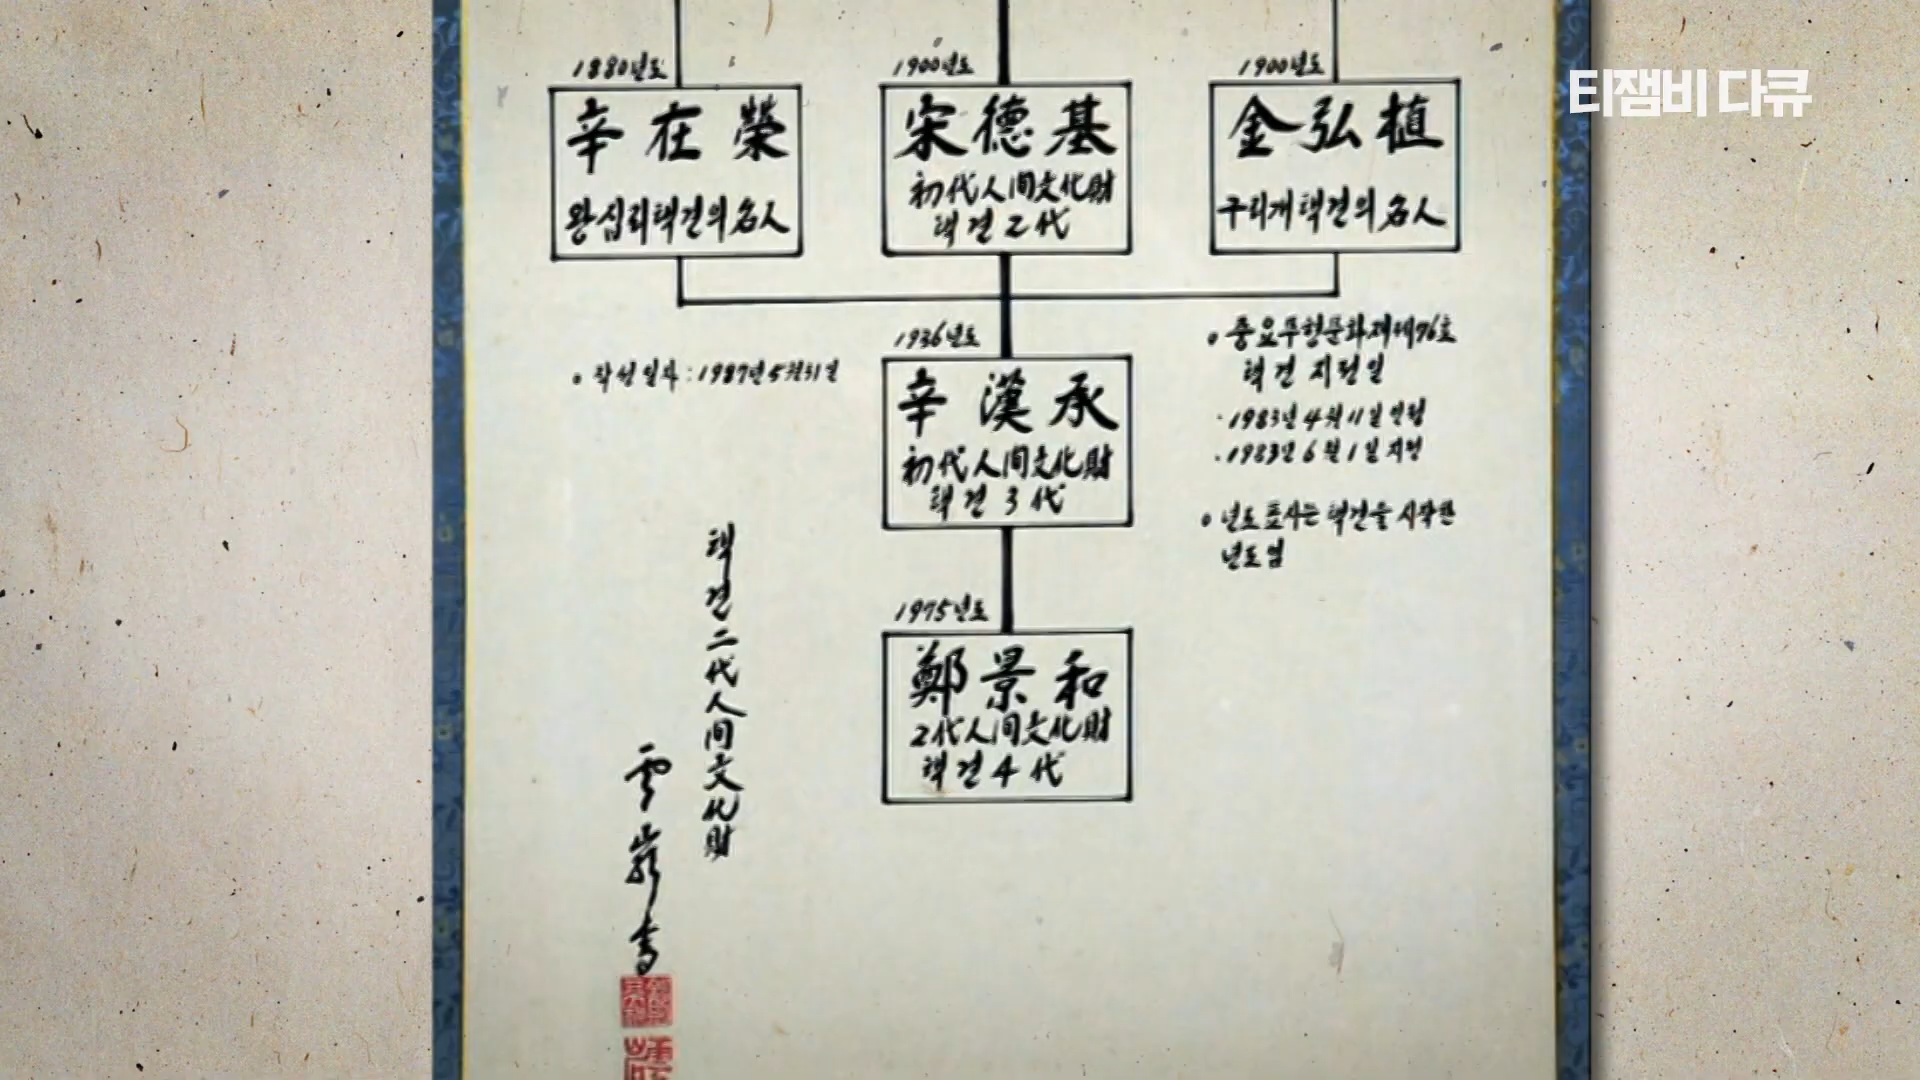 티잼비 다큐
1880년도
辛在榮
왕십리택견의 名人
1900년도
宋德基
初代人間文化財
택견 2代
1900년도
金弘植
구리개택견의 名人
작성일자 : 1987년 5월 31일
1936년도
辛漢承
初代人間文化財
택견 3代
중요무형문화재 제76호
택견 지정일
1983년 4월 11일 인정
1983년 6월 1일 지정
년도 표시는 택견을 시작한
년도임
1975년도
鄭景和
2代人間文化財
택견 4代
택견 二代人間文化財
雲巖書